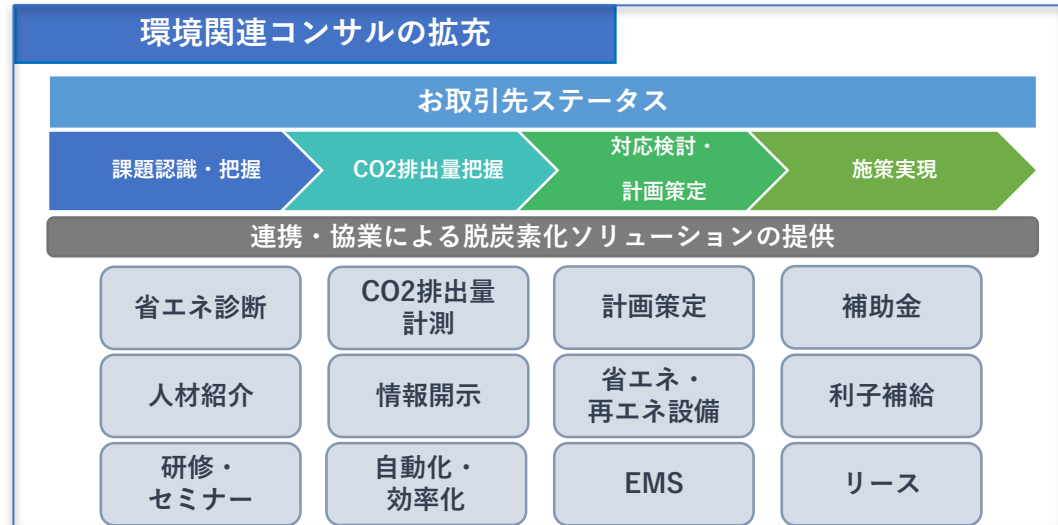 環境関連コンサルの拡充
お取引先ステータス
課題認識・把握
CO2排出量把握
対応検討・
計画策定
施策実現
連携・協業による脱炭素化ソリューションの提供
省エネ診断
CO2排出量
計測
計画策定
補助金
人材紹介
情報開示
省エネ・
再エネ設備
利子補給
研修・
セミナー
自動化・
効率化
EMS
リース